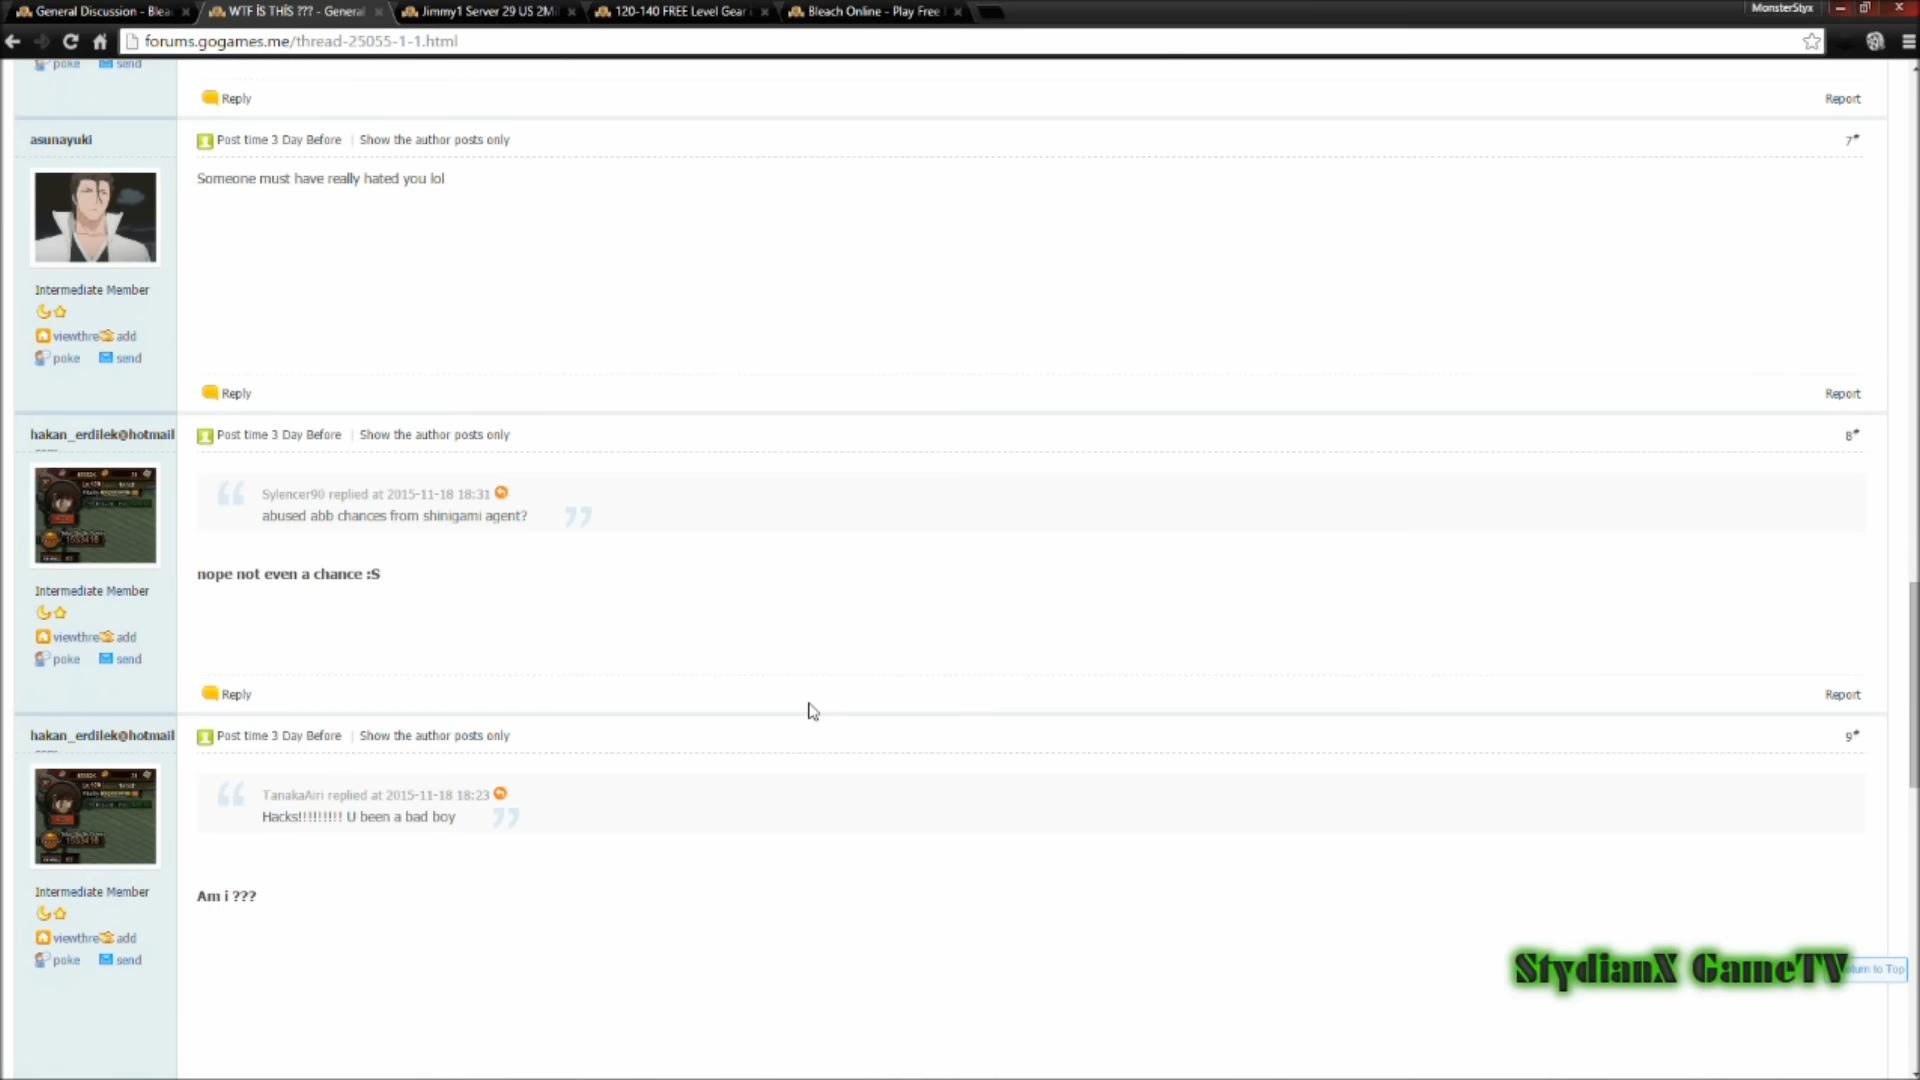 General Discussion - Blea
WTF İS THİS ??? - General
Jimmy1 Server 29 US 2M
120-140 FREE Level Gear
Bleach Online - Play Free
MonsterStyx
forums.gogames.me/thread-25055-1-1.html
poke send
Reply Report
asunayuki
Post time 3 Day Before | Show the author posts only 7#
Someone must have really hated you lol
Intermediate Member
viewthre add
poke send
Reply Report
hakan_erdilek@hotmail
Post time 3 Day Before | Show the author posts only 8#
Sylencer90 replied at 2015-11-18 18:31
abused abb chances from shinigami agent?
nope not even a chance :S
Intermediate Member
viewthre add
poke send
Reply Report
hakan_erdilek@hotmail
Post time 3 Day Before | Show the author posts only 9#
TanakaAiri replied at 2015-11-18 18:23
Hacks!!!!!!!!! U been a bad boy
Am i ???
Intermediate Member
viewthre add
poke send
StydianX GameTV
to Top